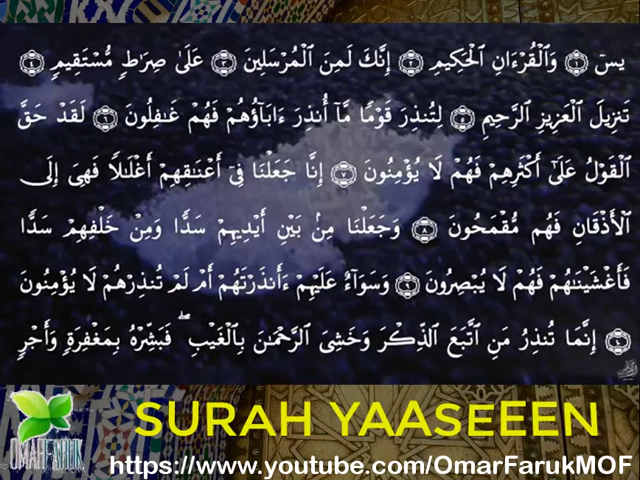 يسٓ ۝١ وَٱلْقُرْءَانِ ٱلْحَكِيمِ ۝٢ إِنَّكَ لَمِنَ ٱلْمُرْسَلِينَ ۝٣ عَلَىٰ صِرَٰطٍ مُّسْتَقِيمٍ ۝٤
تَنزِيلَ ٱلْعَزِيزِ ٱلرَّحِيمِ ۝٥ لِتُنذِرَ قَوْمًا مَّآ أُنذِرَ ءَابَآؤُهُمْ فَهُمْ غَٰفِلُونَ ۝٦ لَقَدْ حَقَّ
ٱلْقَوْلُ عَلَىٰٓ أَكْثَرِهِمْ فَهُمْ لَا يُؤْمِنُونَ ۝٧ إِنَّا جَعَلْنَا فِىٓ أَعْنَٰقِهِمْ أَغْلَٰلًا فَهِىَ إِلَى
ٱلْأَذْقَانِ فَهُم مُّقْمَحُونَ ۝٨ وَجَعَلْنَا مِنۢ بَيْنِ أَيْدِيهِمْ سَدًّا وَمِنْ خَلْفِهِمْ سَدًّا
فَأَغْشَيْنَٰهُمْ فَهُمْ لَا يُبْصِرُونَ ۝٩ وَسَوَآءٌ عَلَيْهِمْ ءَأَنذَرْتَهُمْ أَمْ لَمْ تُنذِرْهُمْ لَا يُؤْمِنُونَ
۝١٠ إِنَّمَا تُنذِرُ مَنِ ٱتَّبَعَ ٱلذِّكْرَ وَخَشِىَ ٱلرَّحْمَٰنَ بِٱلْغَيْبِ ۖ فَبَشِّرْهُ بِمَغْفِرَةٍ وَأَجْرٍ
SURAH YAASEEEN
OMAR FARUK
https://www.youtube.com/OmarFarukMOF